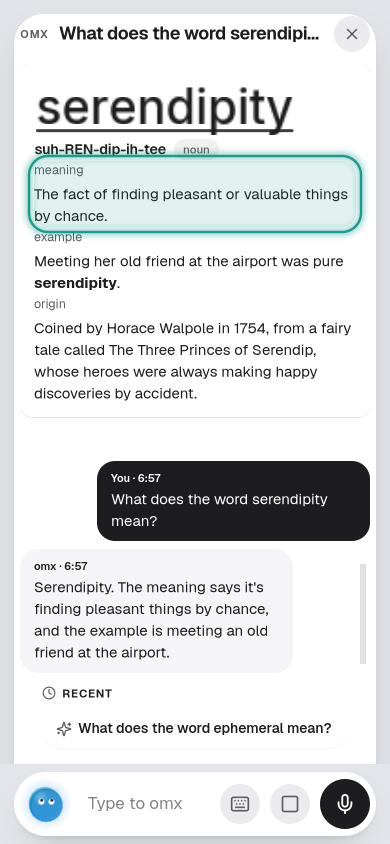 OMX What does the word serendipi...
serendipity
suh-REN-dip-ih-tee noun
meaning
The fact of finding pleasant or valuable things
by chance.
example
Meeting her old friend at the airport was pure
serendipity.
origin
Coined by Horace Walpole in 1754, from a fairy
tale called The Three Princes of Serendip,
whose heroes were always making happy
discoveries by accident.
You · 6:57
What does the word serendipity
mean?
omx · 6:57
Serendipity. The meaning says it's
finding pleasant things by chance,
and the example is meeting an old
friend at the airport.
RECENT
What does the word ephemeral mean?
Type to omx